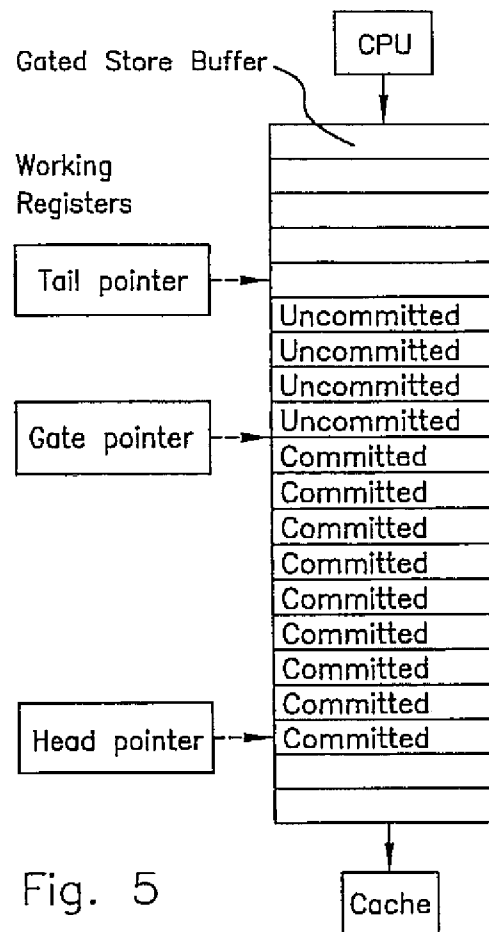 CPU
Gated Store Buffer
Working
Registers
Tail pointer
Uncommitted
Uncommitted
Uncommitted
Uncommitted
Gate pointer
Committed
Committed
Committed
Committed
Committed
Committed
Committed
Committed
Head pointer
Committed
Fig. 5
Cache